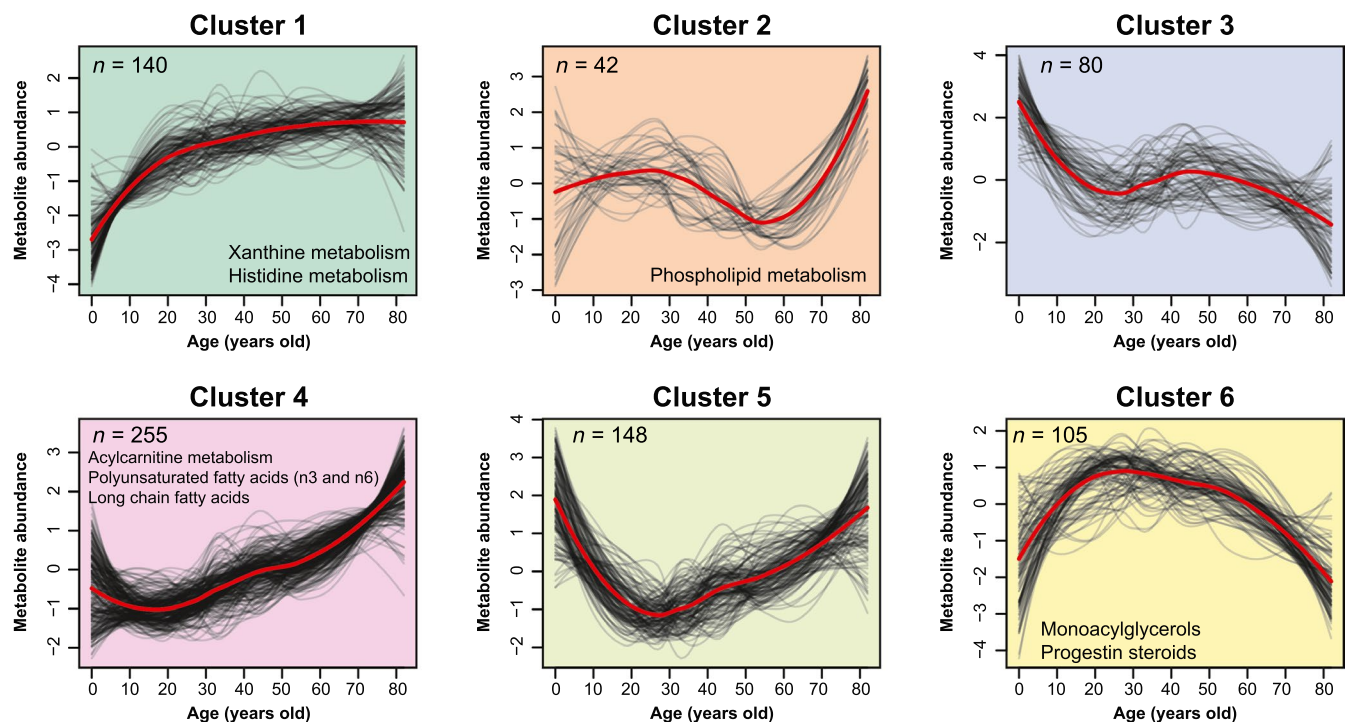 Cluster 1
n = 140
Metabolite abundance
2
1
0
−1
−2
−3
−4
Xanthine metabolism
Histidine metabolism
0 10 20 30 40 50 60 70 80
Age (years old)
Cluster 2
n = 42
Metabolite abundance
3
2
1
0
−1
−2
−3
Phospholipid metabolism
0 10 20 30 40 50 60 70 80
Age (years old)
Cluster 3
n = 80
Metabolite abundance
4
2
0
−2
0 10 20 30 40 50 60 70 80
Age (years old)
Cluster 4
n = 255
Acylcarnitine metabolism
Polyunsaturated fatty acids (n3 and n6)
Long chain fatty acids
Metabolite abundance
3
2
1
0
−1
−2
0 10 20 30 40 50 60 70 80
Age (years old)
Cluster 5
n = 148
Metabolite abundance
4
3
2
1
0
−1
−2
0 10 20 30 40 50 60 70 80
Age (years old)
Cluster 6
n = 105
Metabolite abundance
2
1
0
−1
−2
−3
−4
Monoacylglycerols
Progestin steroids
0 10 20 30 40 50 60 70 80
Age (years old)